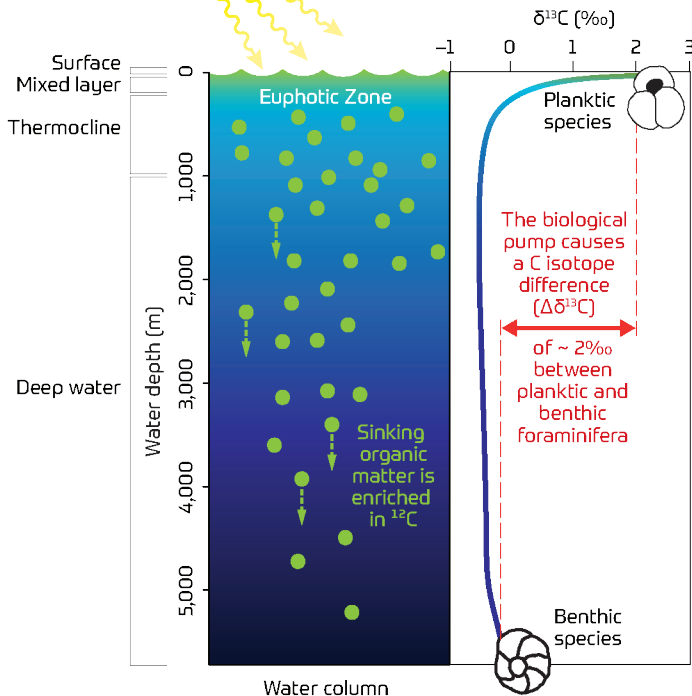 δ¹³C (‰)
–1
0
1
2
3
Surface
Mixed layer
Thermocline
Deep water
Water depth (m)
0
1,000
2,000
3,000
4,000
5,000
Euphotic Zone
Sinking
organic
matter is
enriched
in ¹²C
Water column
Planktic
species
The biological
pump causes
a C isotope
difference
(Δδ¹³C)
of ~ 2‰
between
planktic and
benthic
foraminifera
Benthic
species